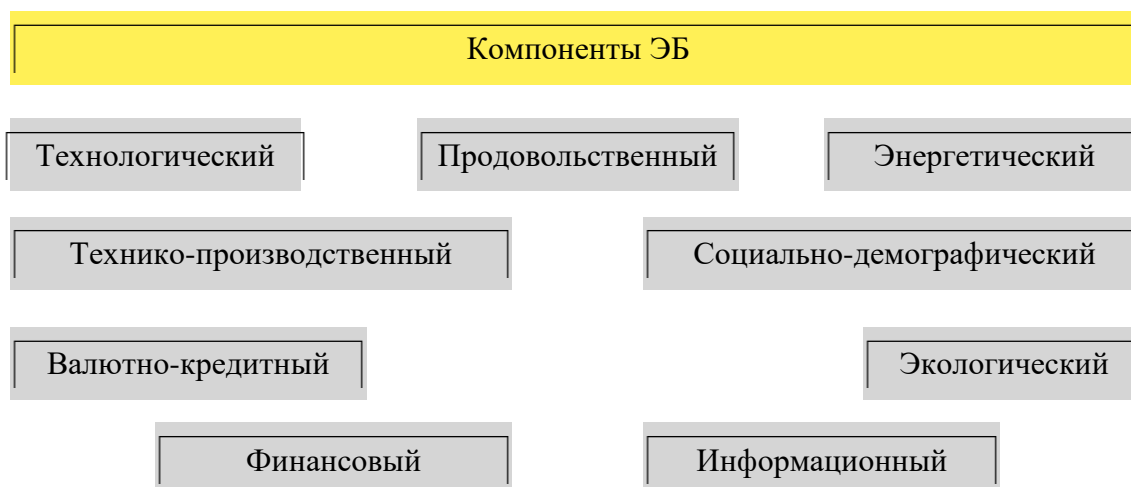 Компоненты ЭБ
Технологический
Продовольственный
Энергетический
Технико-производственный
Социально-демографический
Валютно-кредитный
Экологический
Финансовый
Информационный